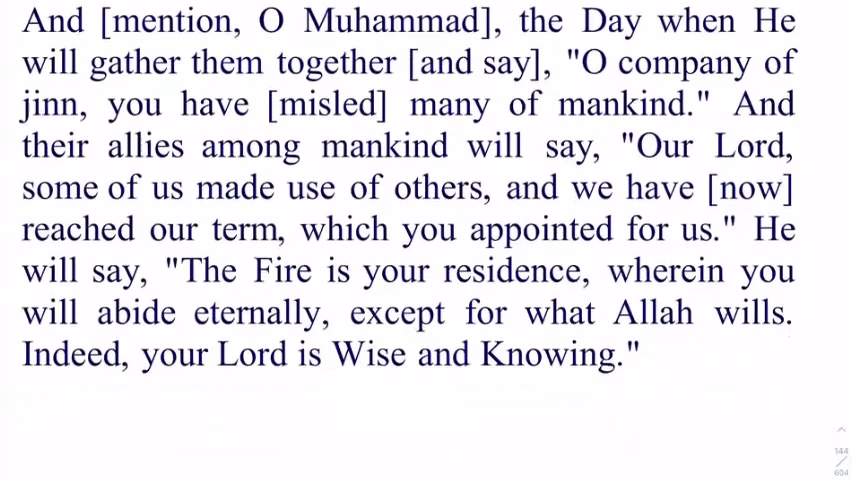 And [mention, O Muhammad], the Day when He
will gather them together [and say], "O company of
jinn, you have [misled] many of mankind." And
their allies among mankind will say, "Our Lord,
some of us made use of others, and we have [now]
reached our term, which you appointed for us." He
will say, "The Fire is your residence, wherein you
will abide eternally, except for what Allah wills.
Indeed, your Lord is Wise and Knowing."
144
/
604